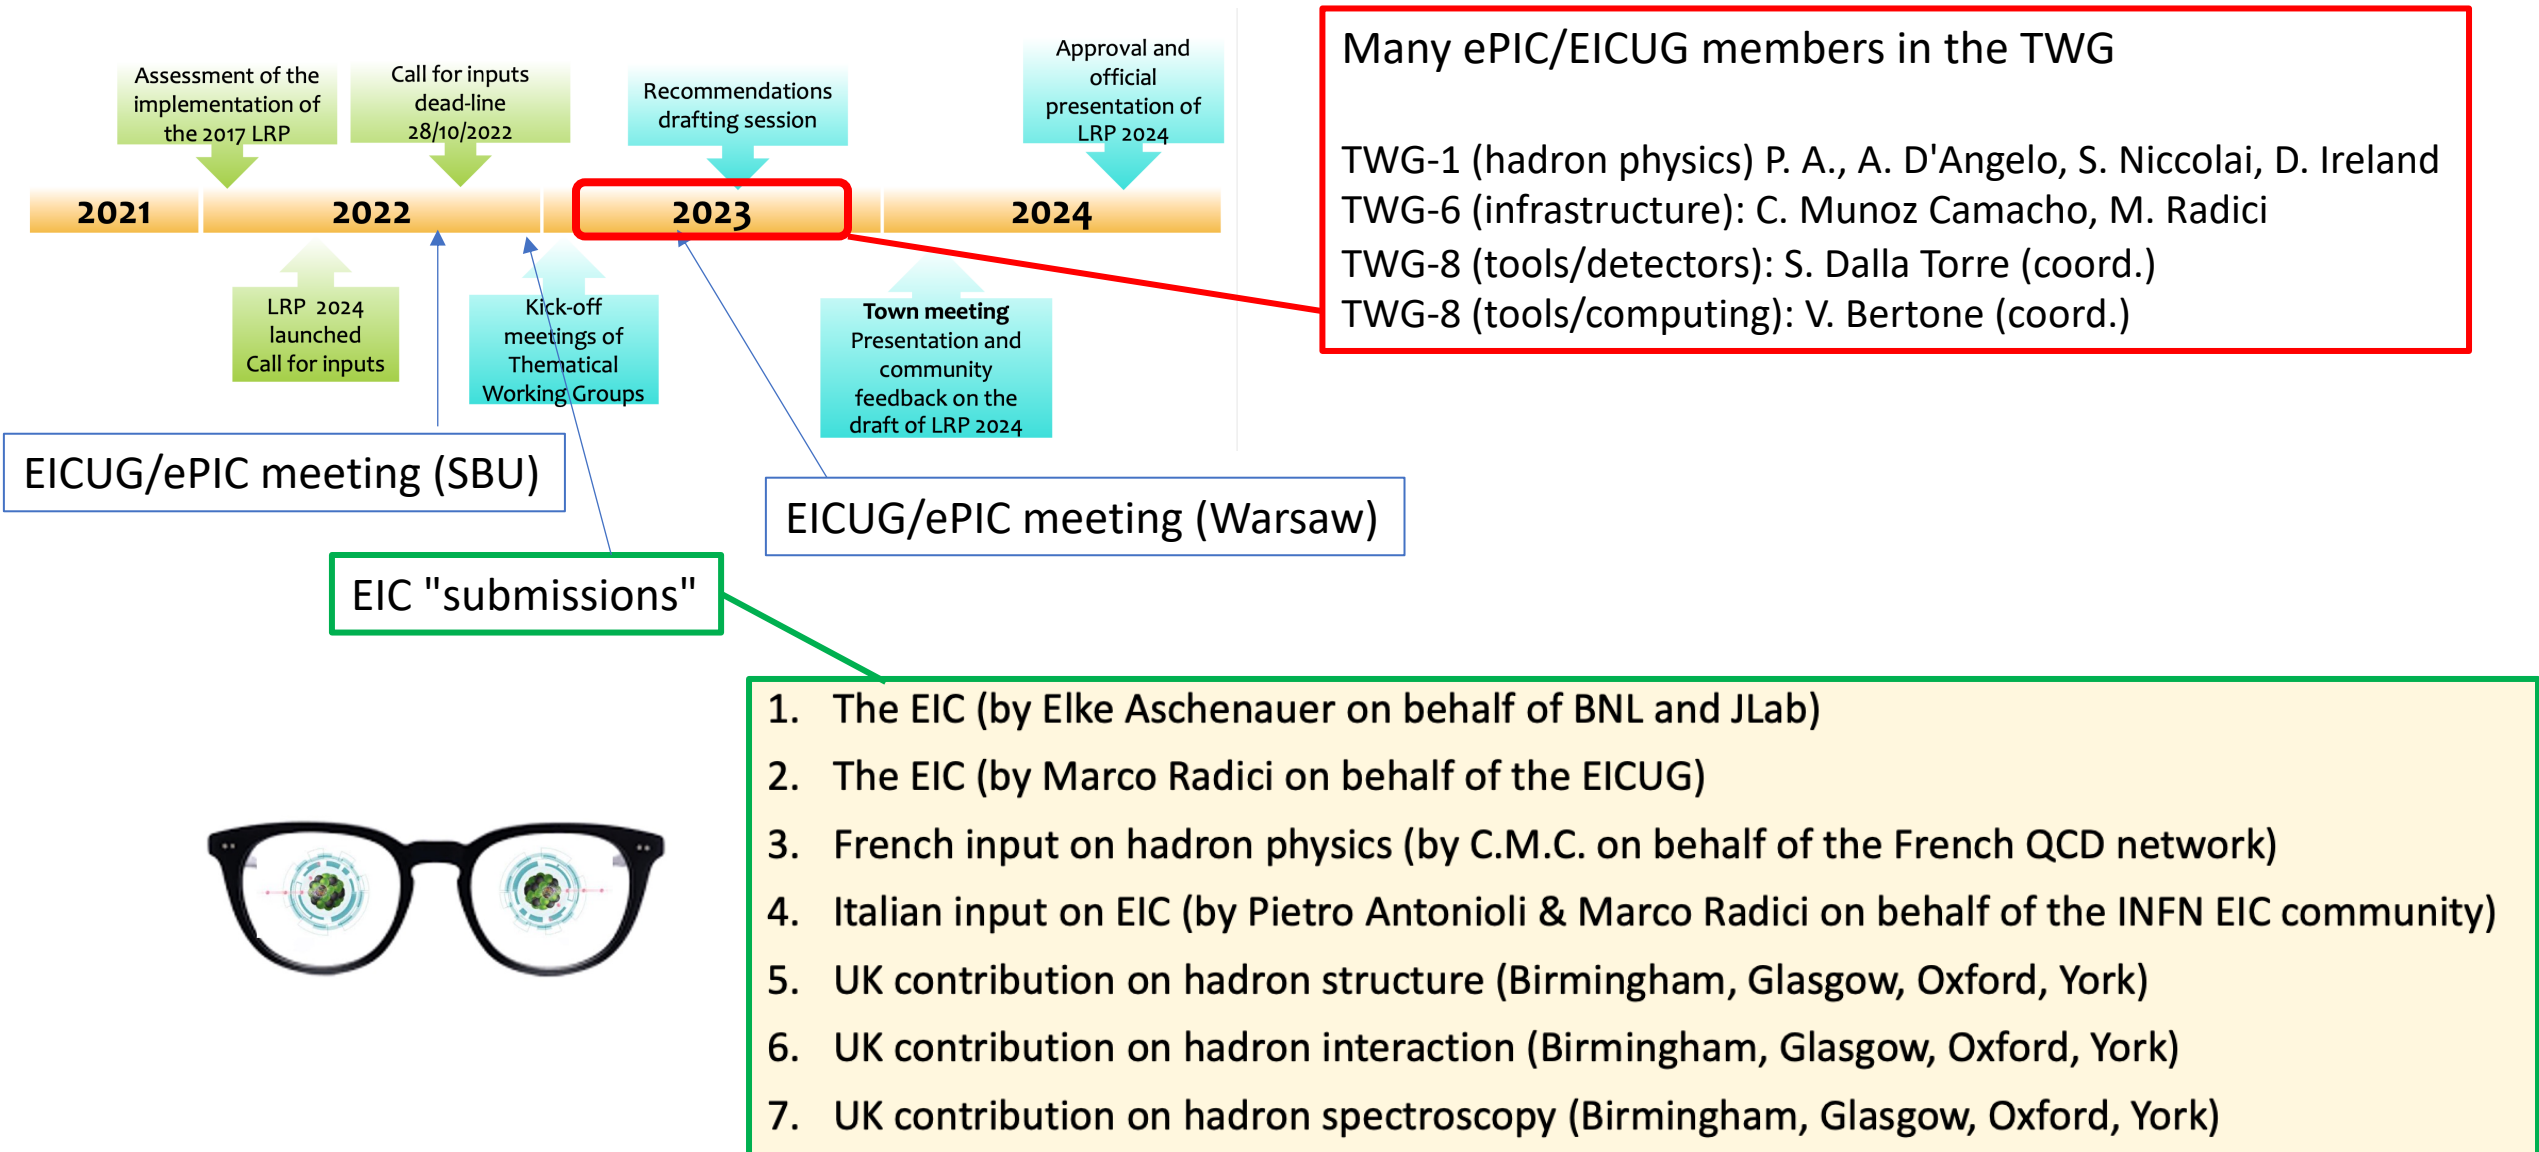 Assessment of the
implementation of
the 2017 LRP
Call for inputs
dead-line
28/10/2022
Recommendations
drafting session
Approval and
official
presentation of
LRP 2024
2021
2022
2023
2024
LRP 2024
launched
Call for inputs
Kick-off
meetings of
Thematical
Working Groups
Town meeting
Presentation and
community
feedback on the
draft of LRP 2024
Many ePIC/EICUG members in the TWG
TWG-1 (hadron physics) P. A., A. D'Angelo, S. Niccolai, D. Ireland
TWG-6 (infrastructure): C. Munoz Camacho, M. Radici
TWG-8 (tools/detectors): S. Dalla Torre (coord.)
TWG-8 (tools/computing): V. Bertone (coord.)
EICUG/ePIC meeting (SBU)
EICUG/ePIC meeting (Warsaw)
EIC "submissions"
1. The EIC (by Elke Aschenauer on behalf of BNL and JLab)
2. The EIC (by Marco Radici on behalf of the EICUG)
3. French input on hadron physics (by C.M.C. on behalf of the French QCD network)
4. Italian input on EIC (by Pietro Antonioli & Marco Radici on behalf of the INFN EIC community)
5. UK contribution on hadron structure (Birmingham, Glasgow, Oxford, York)
6. UK contribution on hadron interaction (Birmingham, Glasgow, Oxford, York)
7. UK contribution on hadron spectroscopy (Birmingham, Glasgow, Oxford, York)